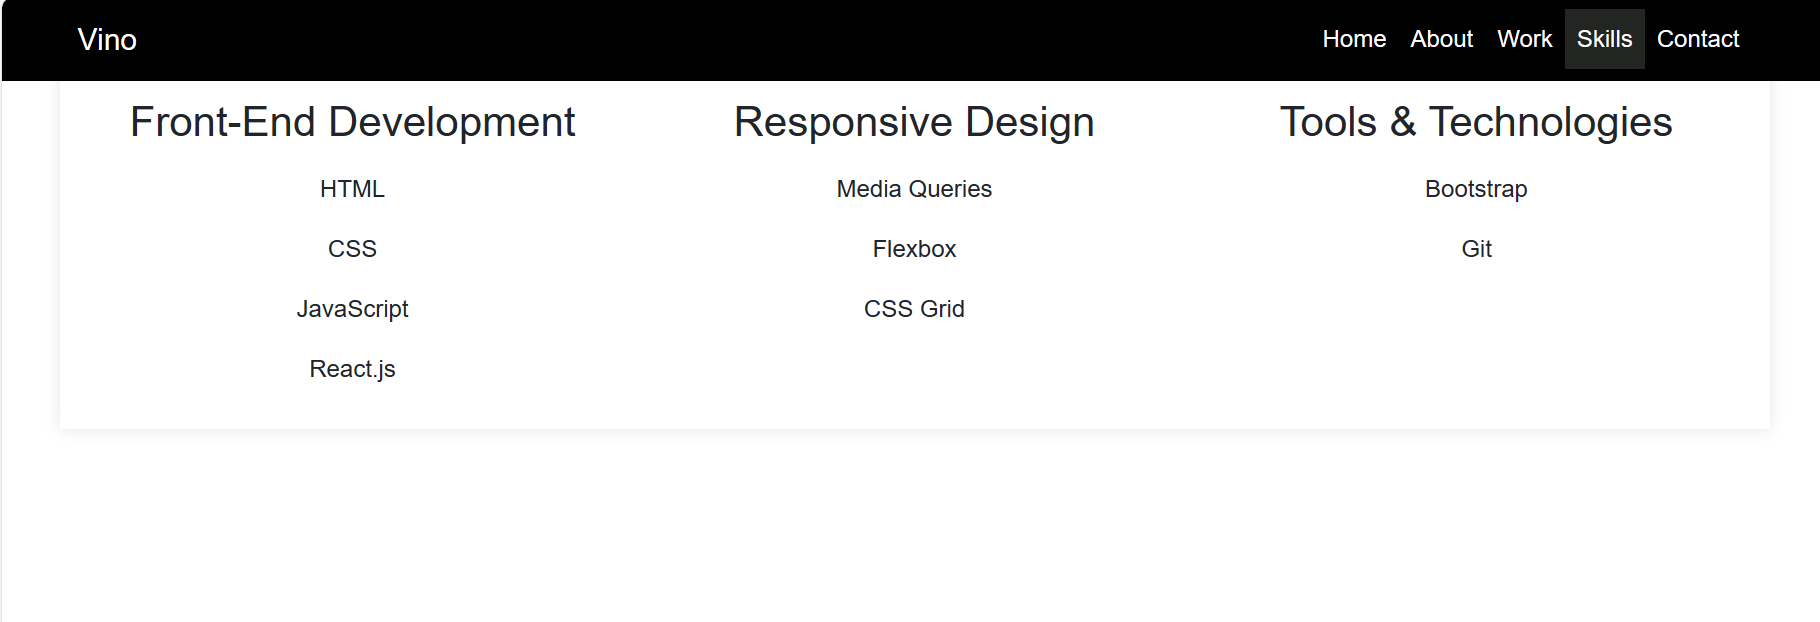 Vino
Home About Work Skills Contact
Front-End Development
HTML
CSS
JavaScript
React.js
Responsive Design
Media Queries
Flexbox
CSS Grid
Tools & Technologies
Bootstrap
Git